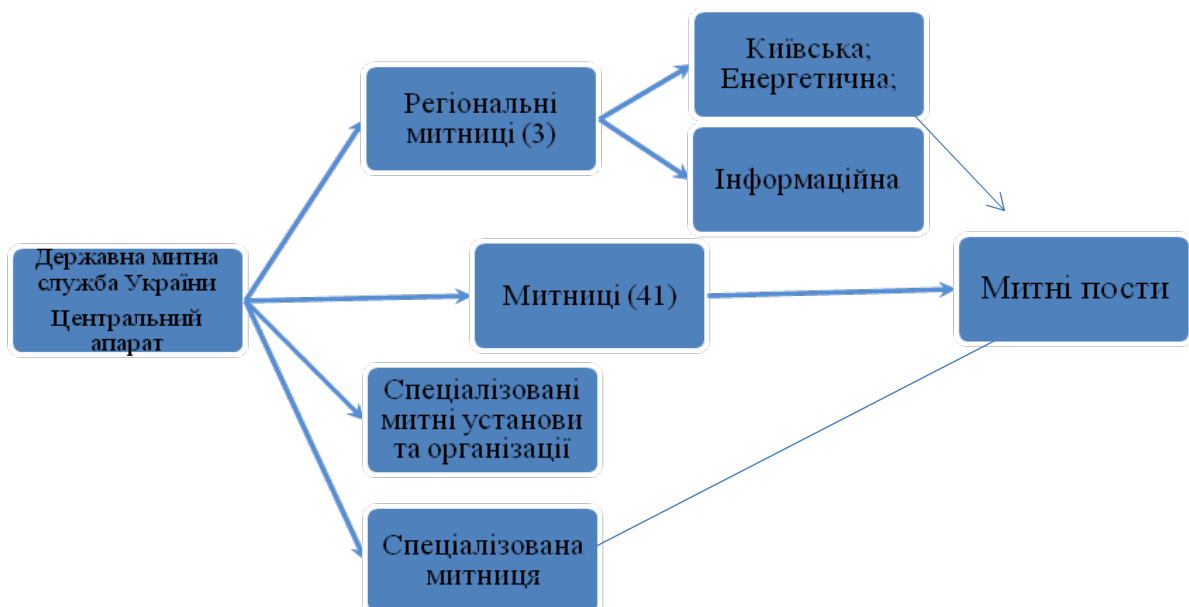 Державна митна
служба України
Центральний
апарат
Регіональні
митниці (3)
Київська;
Енергетична;
Інформаційна
Митниці (41)
Митні пости
Спеціалізовані
митні установи
та організації
Спеціалізована
митниця